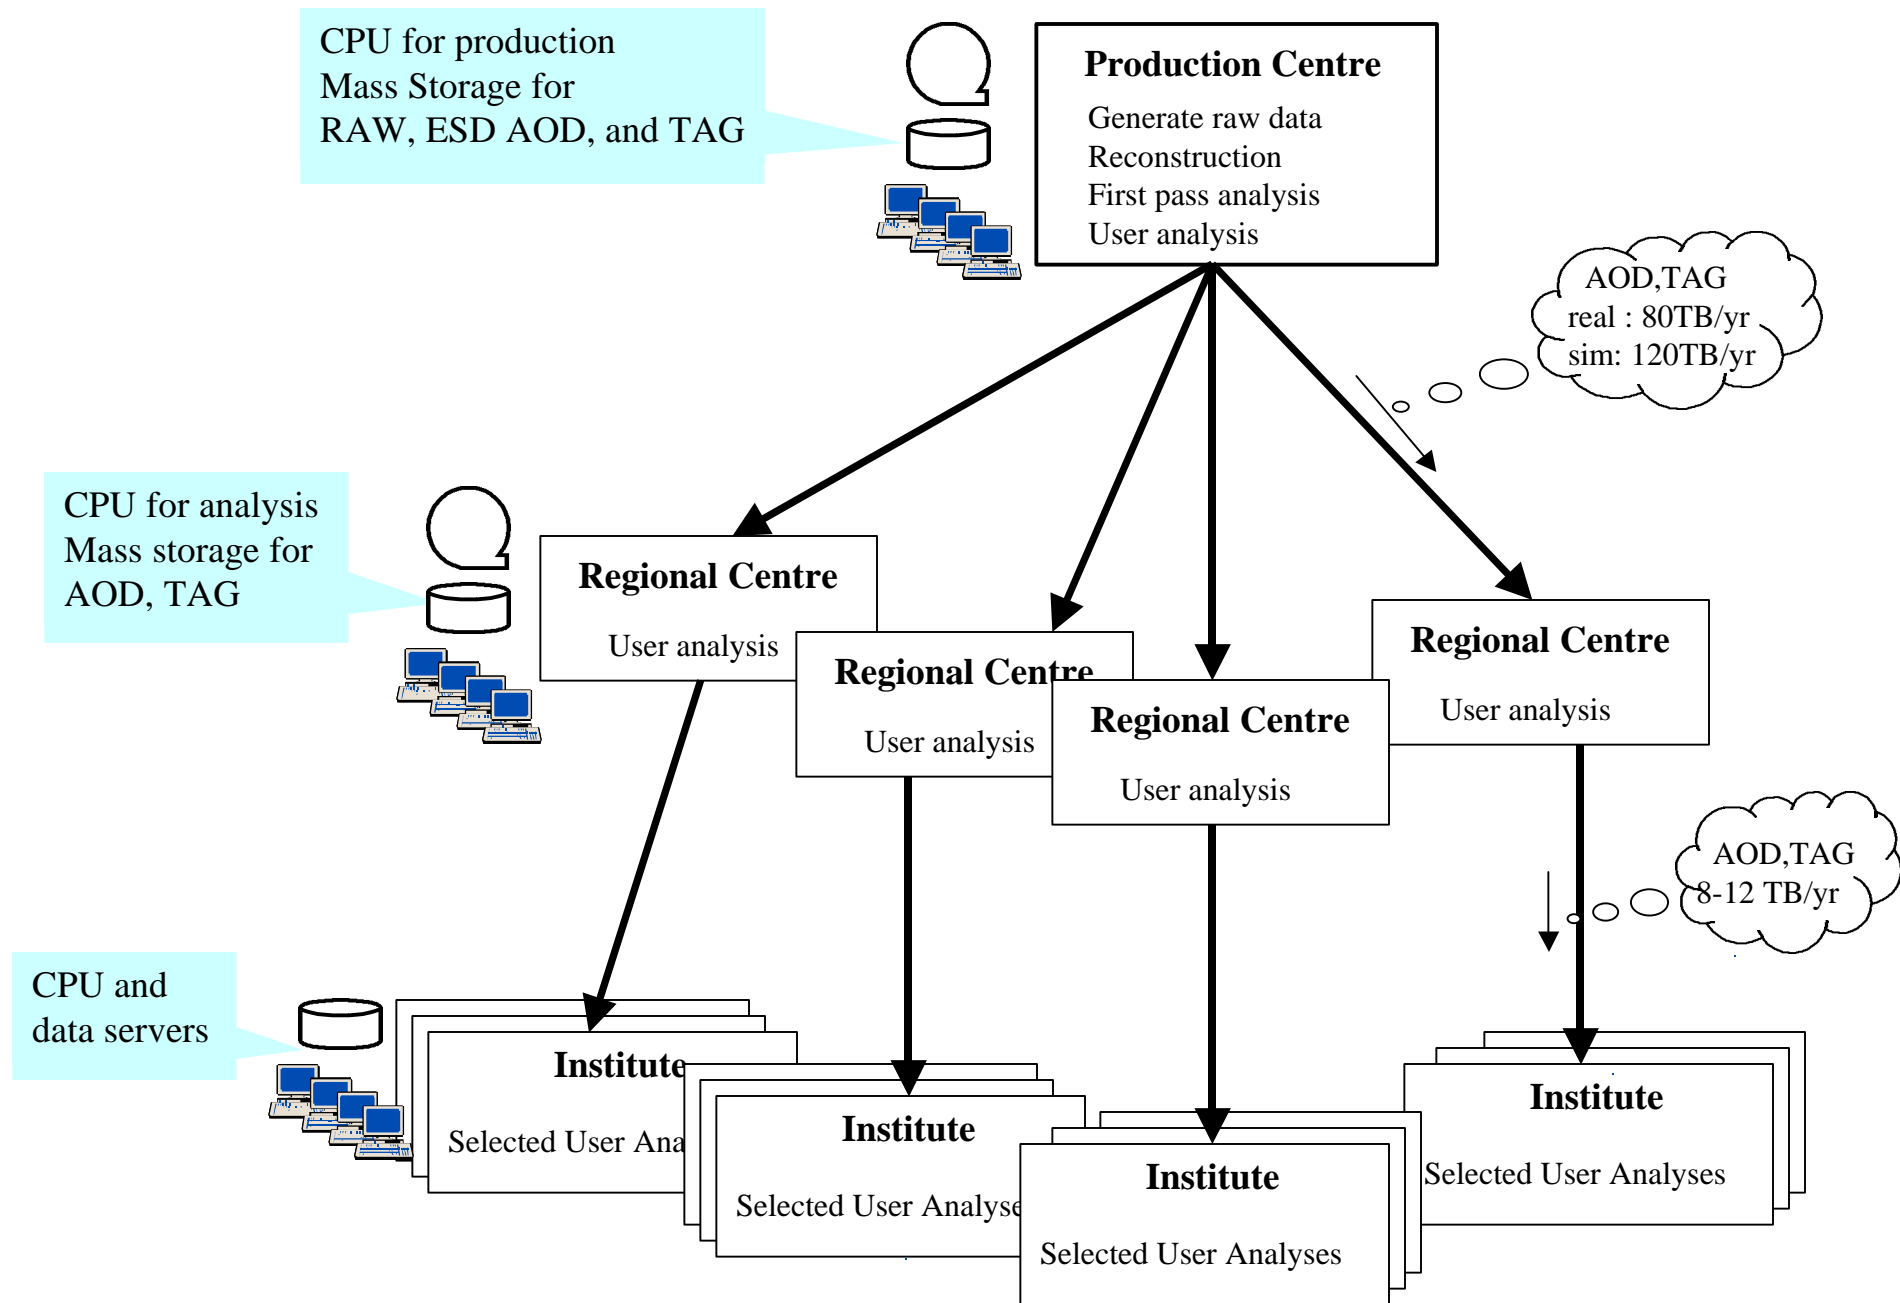 CPU for production
Mass Storage for
RAW, ESD AOD, and TAG
Production Centre
Generate raw data
Reconstruction
First pass analysis
User analysis
AOD,TAG
real : 80TB/yr
sim: 120TB/yr
CPU for analysis
Mass storage for
AOD, TAG
Regional Centre
User analysis
Regional Centre
User analysis
Regional Centre
User analysis
Regional Centre
User analysis
AOD,TAG
8-12 TB/yr
CPU and
data servers
Institute
Selected User Ana
Institute
Selected User Analyse
Institute
Selected User Analyses
Institute
Selected User Analyses